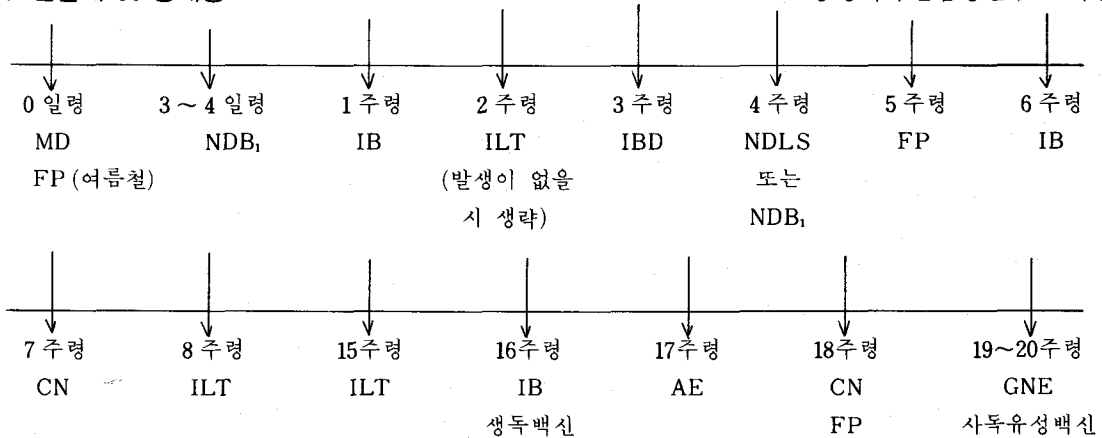 0 일령 3～4 일령 1 주령 2 주령 3 주령 4 주령 5 주령 6 주령
MD NDB₁ IB ILT IBD NDLS FP IB
FP (여름철) (발생이 없을 또는
시 생략) NDB₁
7 주령 8 주령 15주령 16주령 17주령 18주령 19～20주령
CN ILT ILT IB AE CN GNE
생독백신 FP 사독유성백신